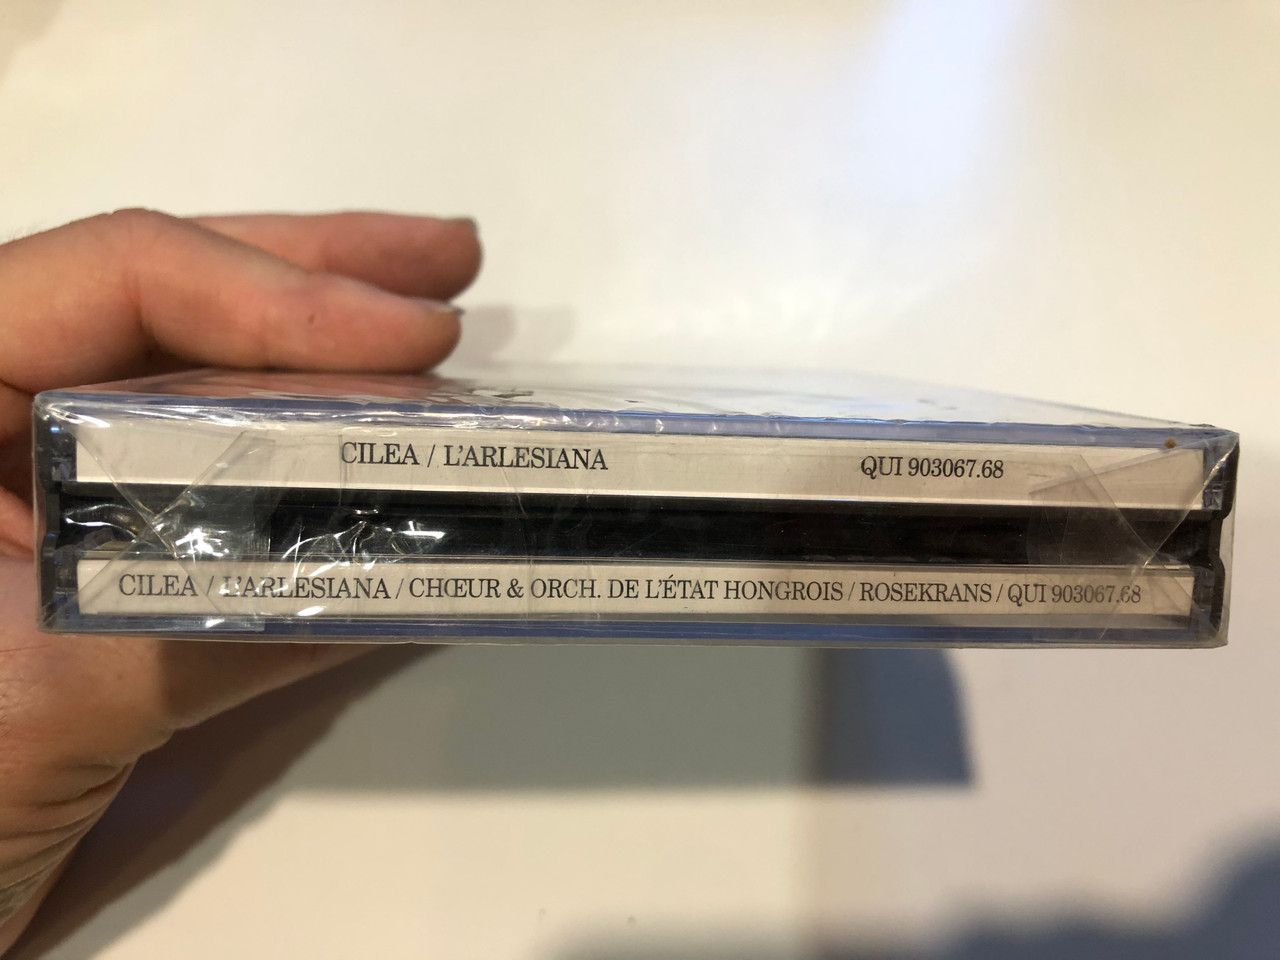 CILEA / L'ARLESIANA QUI 903067.68
CILEA / L'ARLESIANA / CHŒUR & ORCH. DE L'ÉTAT HONGROIS / ROSEKRANS / QUI 903067.68